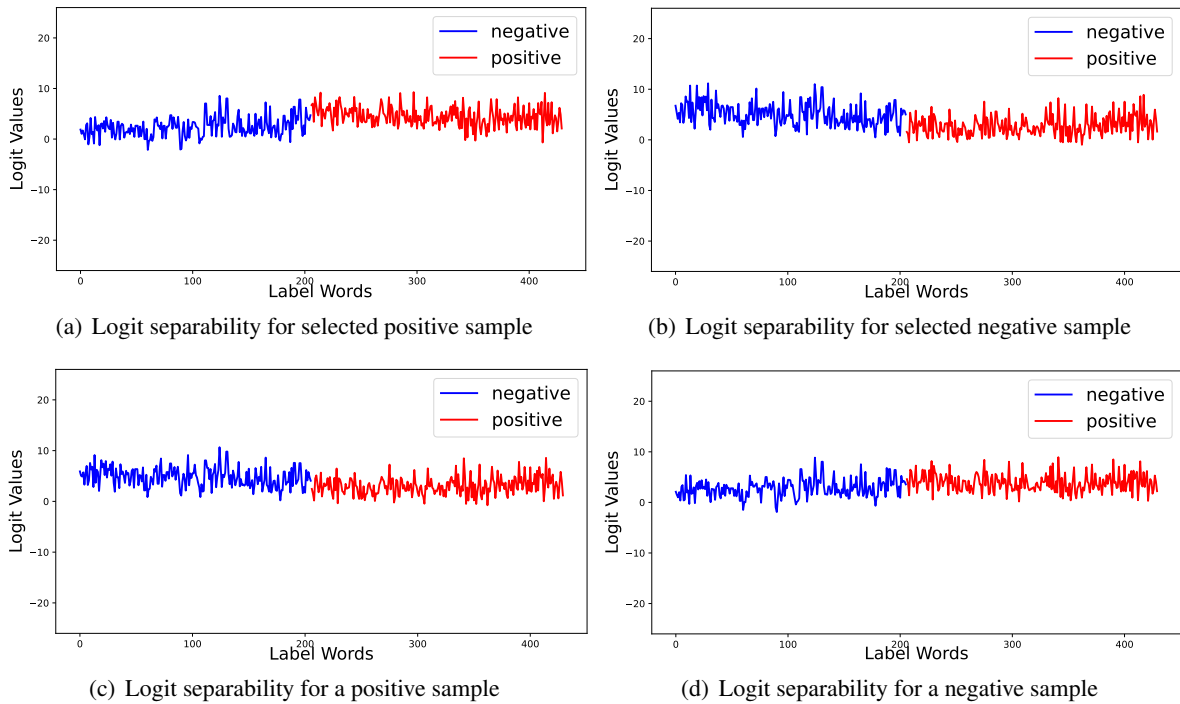 20
10
0
−10
−20
Logit Values
negative
positive
0 100 200 300 400
Label Words
(a) Logit separability for selected positive sample
20
10
0
−10
−20
Logit Values
negative
positive
0 100 200 300 400
Label Words
(b) Logit separability for selected negative sample
20
10
0
−10
−20
Logit Values
negative
positive
0 100 200 300 400
Label Words
(c) Logit separability for a positive sample
20
10
0
−10
−20
Logit Values
negative
positive
0 100 200 300 400
Label Words
(d) Logit separability for a negative sample